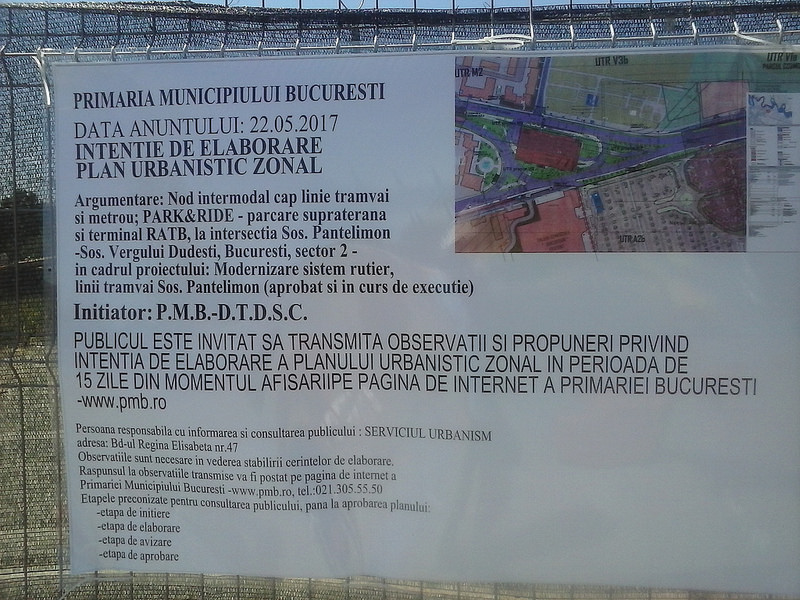 PRIMARIA MUNICIPIULUI BUCURESTI
DATA ANUNTULUI: 22.05.2017
INTENTIE DE ELABORARE
PLAN URBANISTIC ZONAL
Argumentare: Nod intermodal cap linie tramvai
si metrou; PARK&RIDE - parcare supraterana
si terminal RATB, la intersectia Sos. Pantelimon
-Sos. Vergului Dudesti, Bucuresti, sector 2 -
in cadrul proiectului: Modernizare sistem rutier,
linii tramvai Sos. Pantelimon (aprobat si in curs de executie)
Initiator: P.M.B.-D.T.D.S.C.
PUBLICUL ESTE INVITAT SA TRANSMITA OBSERVATII SI PROPUNERI PRIVIND
INTENTIA DE ELABORARE A PLANULUI URBANISTIC ZONAL IN PERIOADA DE
15 ZILE DIN MOMENTUL AFISARIIPE PAGINA DE INTERNET A PRIMARIEI BUCURESTI
-www.pmb.ro
Persoana responsabila cu informarea si consultarea publicului : SERVICIUL URBANISM
adresa: Bd-ul Regina Elisabeta nr.47
Observatiile sunt necesare in vederea stabilirii cerintelor de elaborare.
Raspunsul la observatiile transmise va fi postat pe pagina de internet a
Primariei Municipiului Bucuresti -www.pmb.ro, tel.:021.305.55.50
Etapele preconizate pentru consultarea publicului, pana la aprobarea planului:
-etapa de initiere
-etapa de elaborare
-etapa de avizare
-etapa de aprobare
UTR M2
UTR V3b
UTR A2b